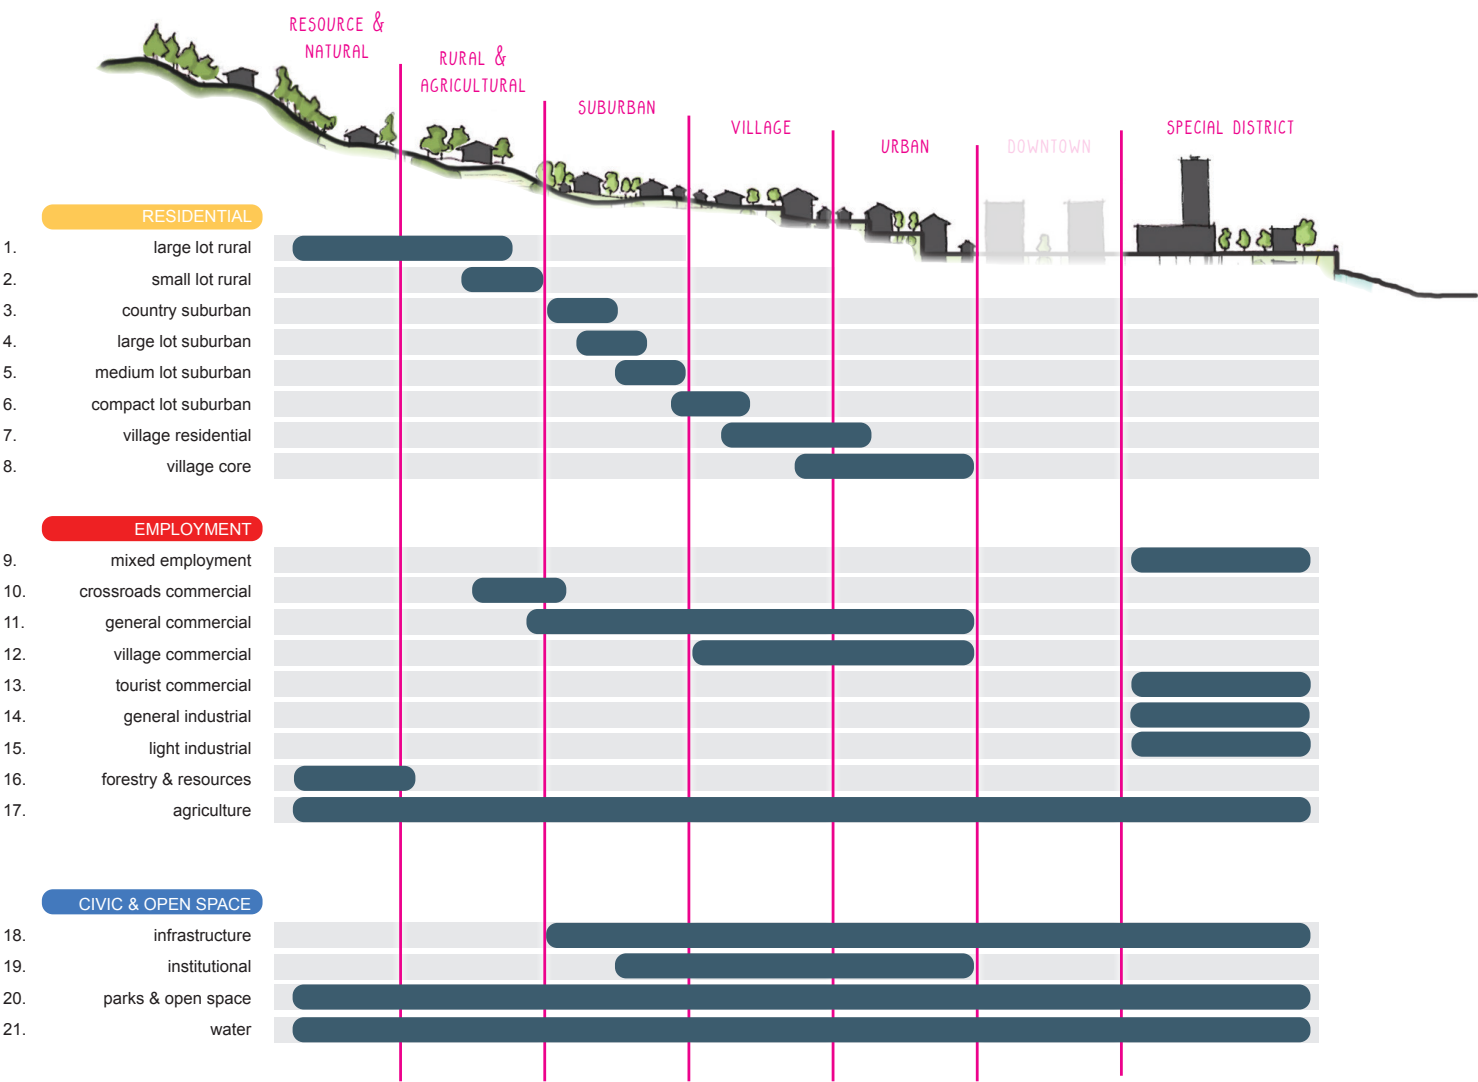 RESOURCE &
NATURAL
RURAL &
AGRICULTURAL
SUBURBAN
VILLAGE
URBAN
DOWNTOWN
SPECIAL DISTRICT
RESIDENTIAL
1. large lot rural
2. small lot rural
3. country suburban
4. large lot suburban
5. medium lot suburban
6. compact lot suburban
7. village residential
8. village core
EMPLOYMENT
9. mixed employment
10. crossroads commercial
11. general commercial
12. village commercial
13. tourist commercial
14. general industrial
15. light industrial
16. forestry & resources
17. agriculture
CIVIC & OPEN SPACE
18. infrastructure
19. institutional
20. parks & open space
21. water